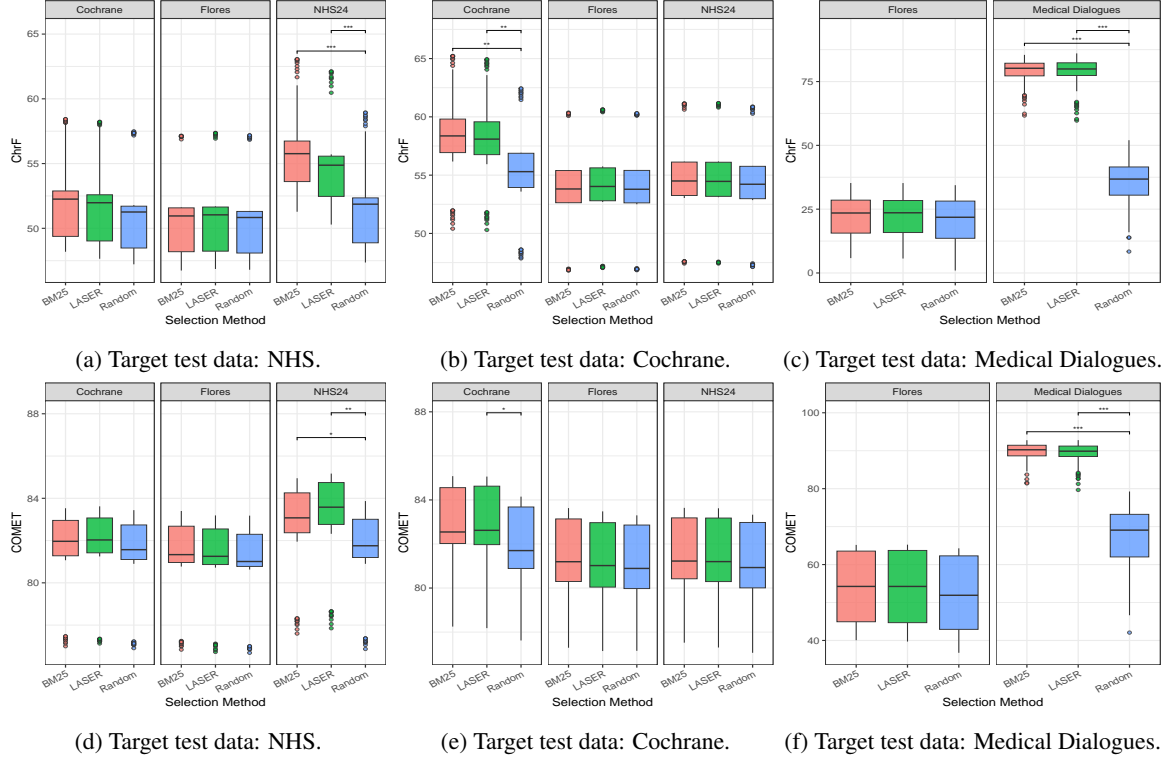 Cochrane Flores NHS24
65
60
55
50
ChrF
***
***
BM25 LASER Random BM25 LASER Random BM25 LASER Random
Selection Method
(a) Target test data: NHS.
Cochrane Flores NHS24
65
60
55
50
ChrF
**
**
BM25 LASER Random BM25 LASER Random BM25 LASER Random
Selection Method
(b) Target test data: Cochrane.
Flores Medical Dialogues
75
50
25
0
ChrF
***
***
BM25 LASER Random BM25 LASER Random
Selection Method
(c) Target test data: Medical Dialogues.
Cochrane Flores NHS24
88
84
80
COMET
**
*
BM25 LASER Random BM25 LASER Random BM25 LASER Random
Selection Method
(d) Target test data: NHS.
Cochrane Flores NHS24
88
84
80
COMET
*
BM25 LASER Random BM25 LASER Random BM25 LASER Random
Selection Method
(e) Target test data: Cochrane.
Flores Medical Dialogues
100
80
60
40
COMET
***
***
BM25 LASER Random BM25 LASER Random
Selection Method
(f) Target test data: Medical Dialogues.